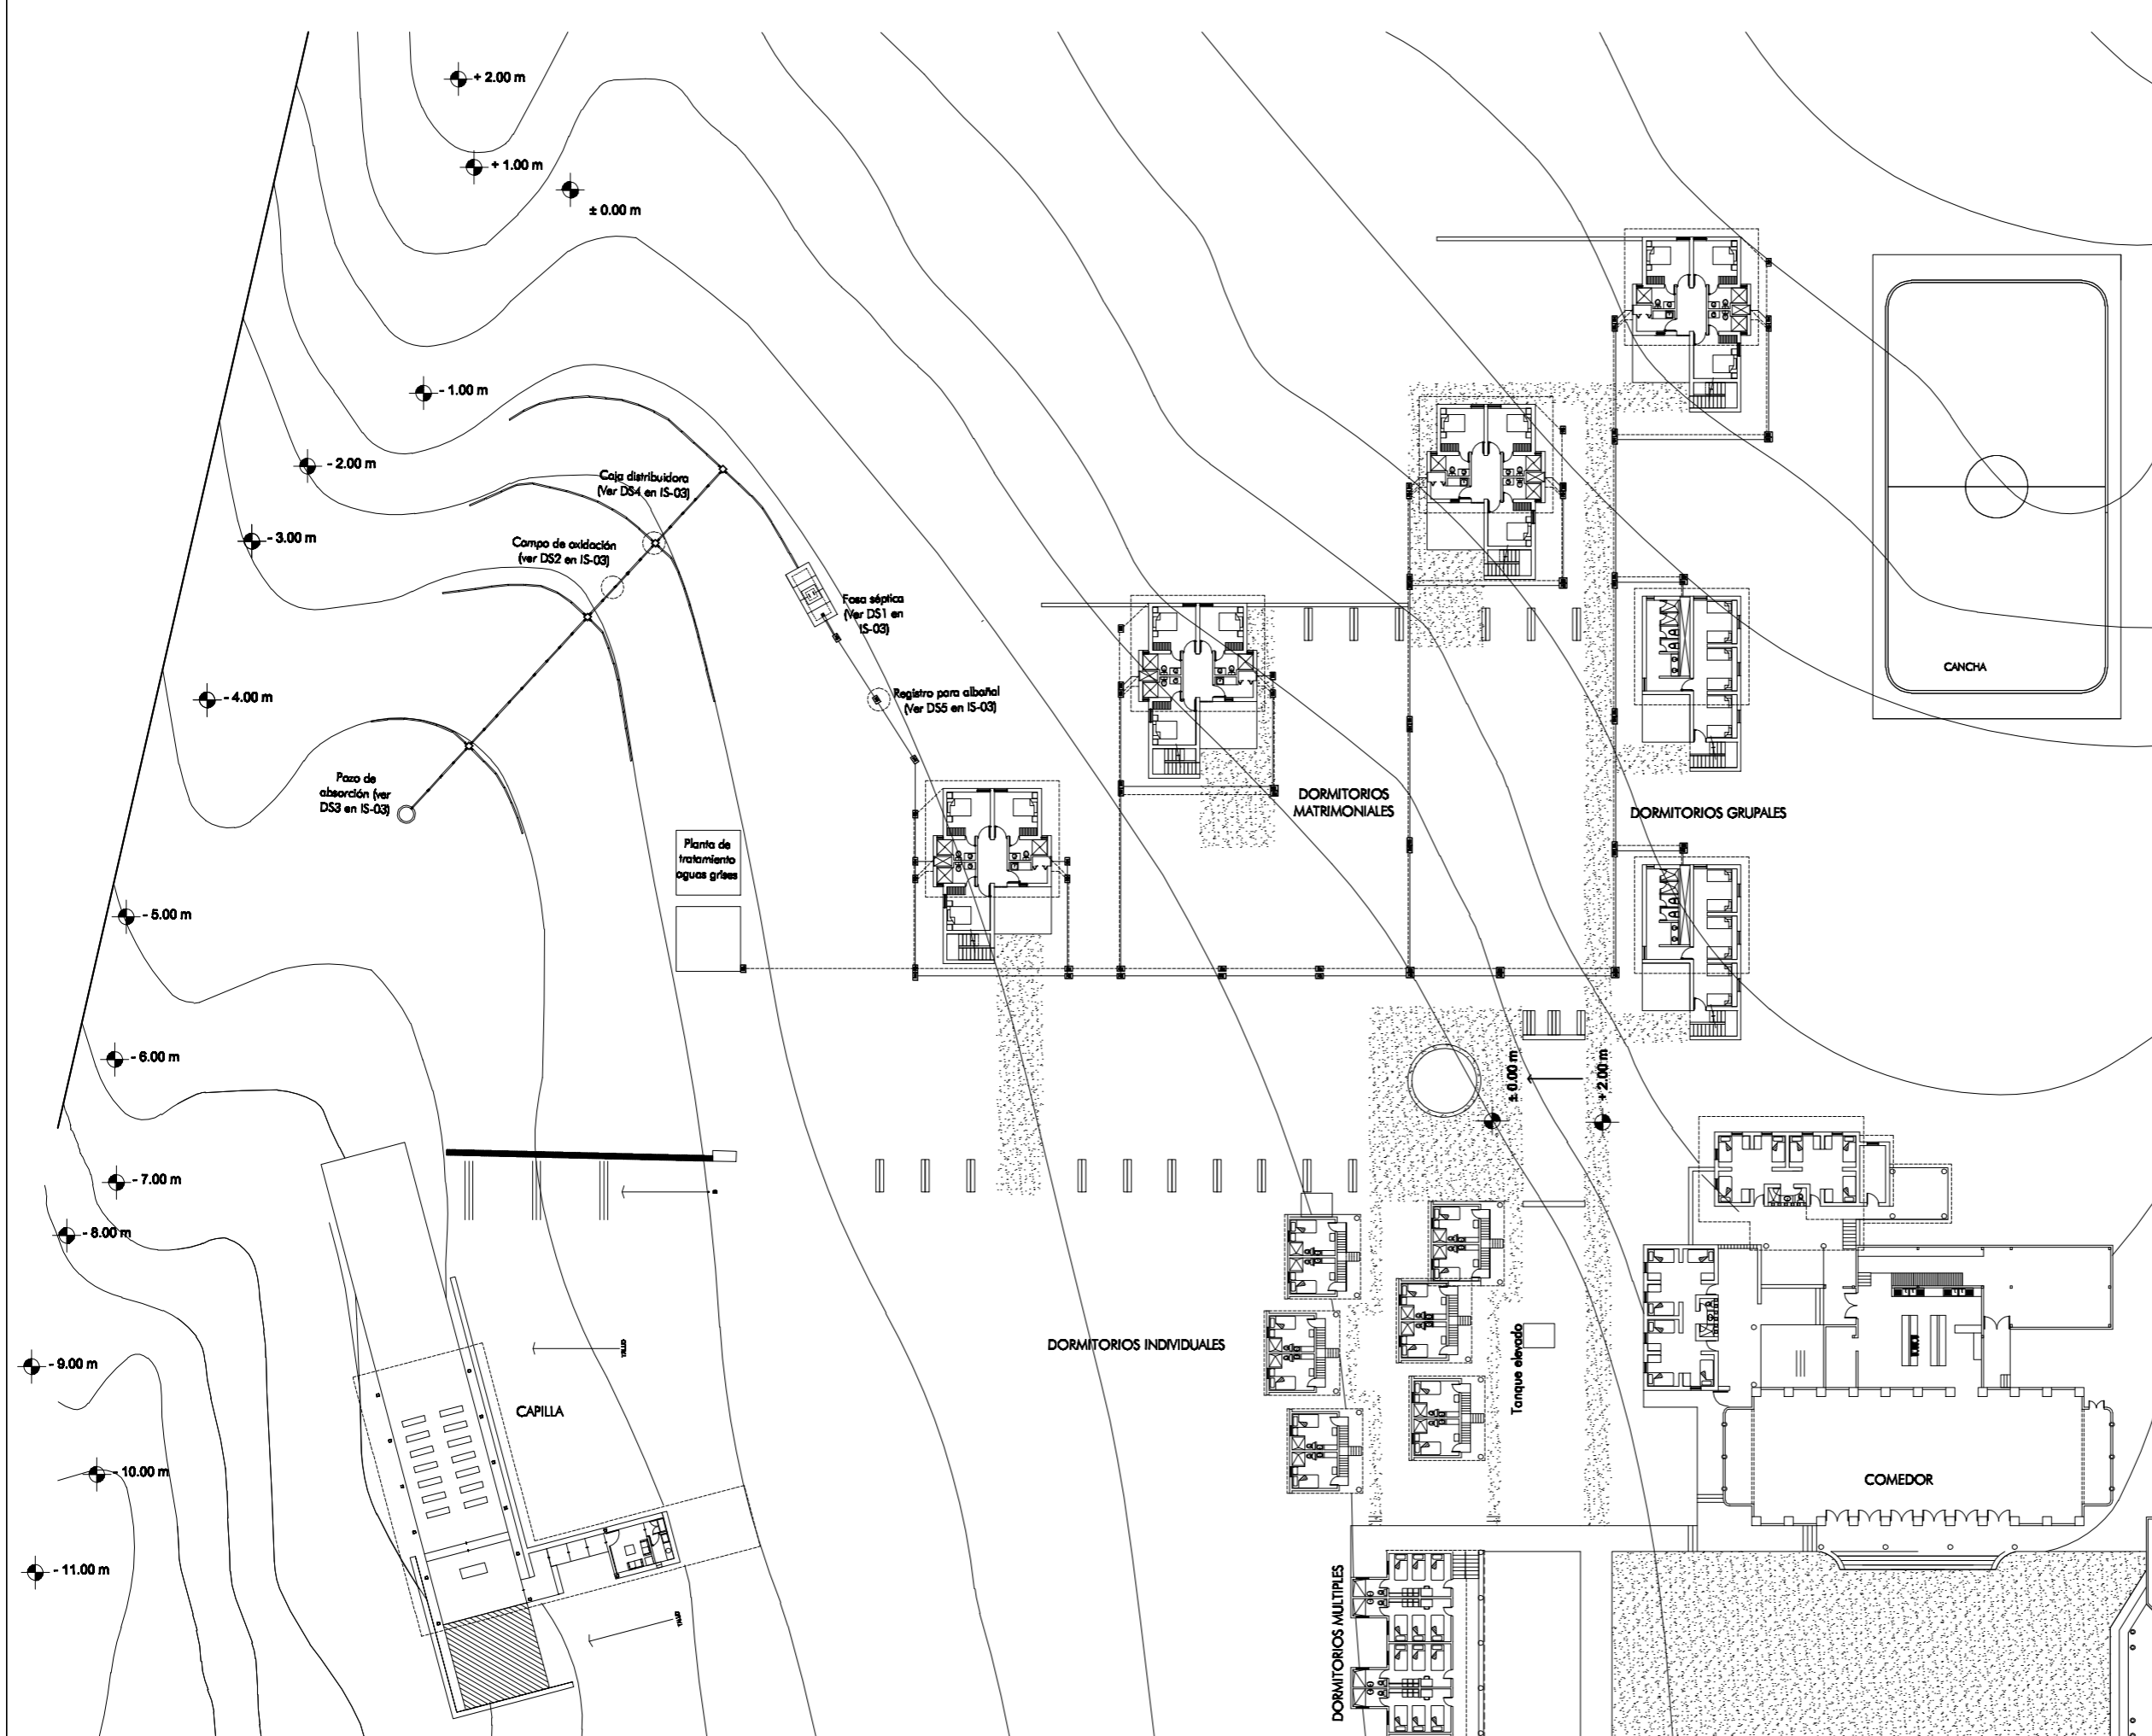 + 2.00 m
+ 1.00 m
± 0.00 m
- 1.00 m
- 2.00 m
Caja distribuidora
(Ver DS4 en IS-03)
- 3.00 m
Campo de oxidación
(ver DS2 en IS-03)
Fosa séptica
(Ver DS1 en
IS-03)
- 4.00 m
Registro para albañal
(Ver DS5 en IS-03)
CANCHA
Pozo de
absorción (ver
DS3 en IS-03)
DORMITORIOS
MATRIMONIALES
DORMITORIOS GRUPALES
Planta de
tratamiento
aguas grises
- 5.00 m
- 6.00 m
± 0.00 m
+ 2.00 m
- 7.00 m
- 8.00 m
DORMITORIOS INDIVIDUALES
Tanque elevado
- 9.00 m
CAPILLA
- 10.00 m
COMEDOR
- 11.00 m
DORMITORIOS MULTIPLES